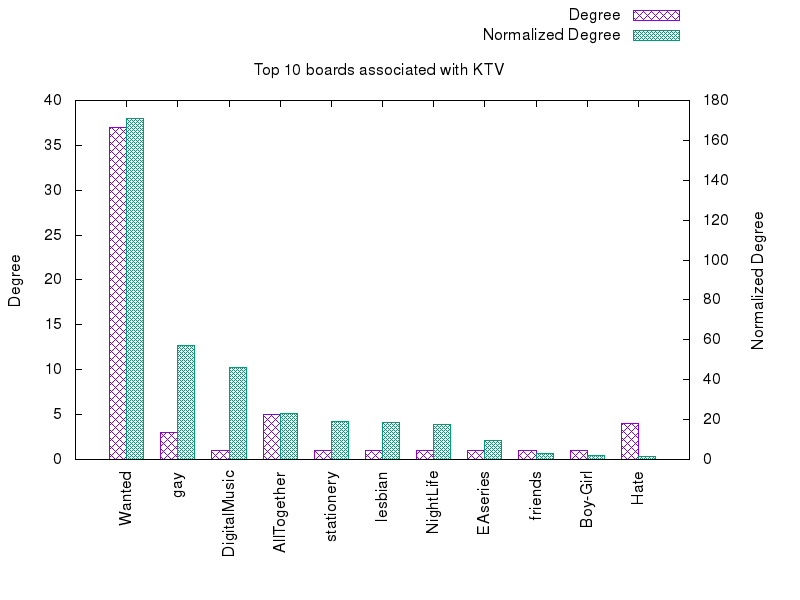 Degree
Normalized Degree
Top 10 boards associated with KTV
40
35
30
25
20
15
10
5
0
180
160
140
120
100
80
60
40
20
0
Degree
Normalized Degree
Wanted
gay
DigitalMusic
AllTogether
stationery
lesbian
NightLife
EAseries
friends
Boy-Girl
Hate